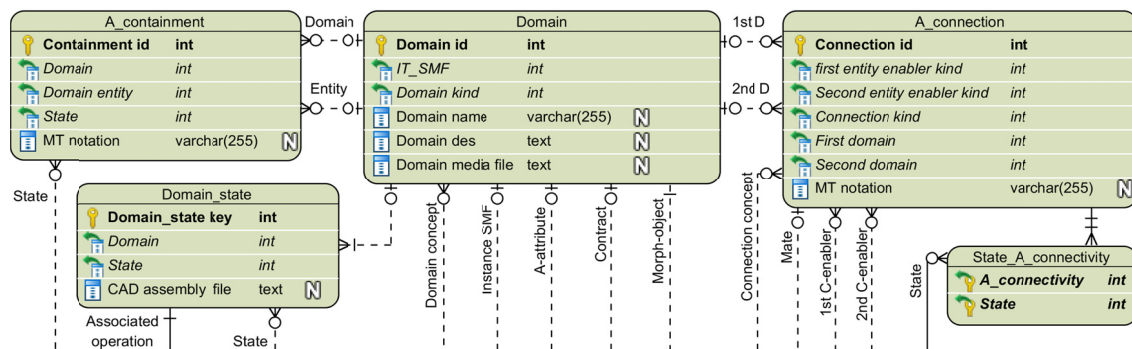 A_containment
Containment id int
Domain int
Domain entity int
State int
MT notation varchar(255) N
Domain
Entity
Domain
Domain id int
IT_SMF int
Domain kind int
Domain name varchar(255) N
Domain des text N
Domain media file text N
1st D
2nd D
A_connection
Connection id int
first entity enabler kind int
Second entity enabler kind int
Connection kind int
First domain int
Second domain int
MT notation varchar(255) N
State
Domain_state
Domain_state key int
Domain int
State int
CAD assembly file text N
Associated
operation
State
Domain concept
Instance SMF
A-attribute
Contract
Morph-object
Connection concept
Mate
1st C-enabler
2nd C-enabler
State
State_A_connectivity
A_connectivity int
State int